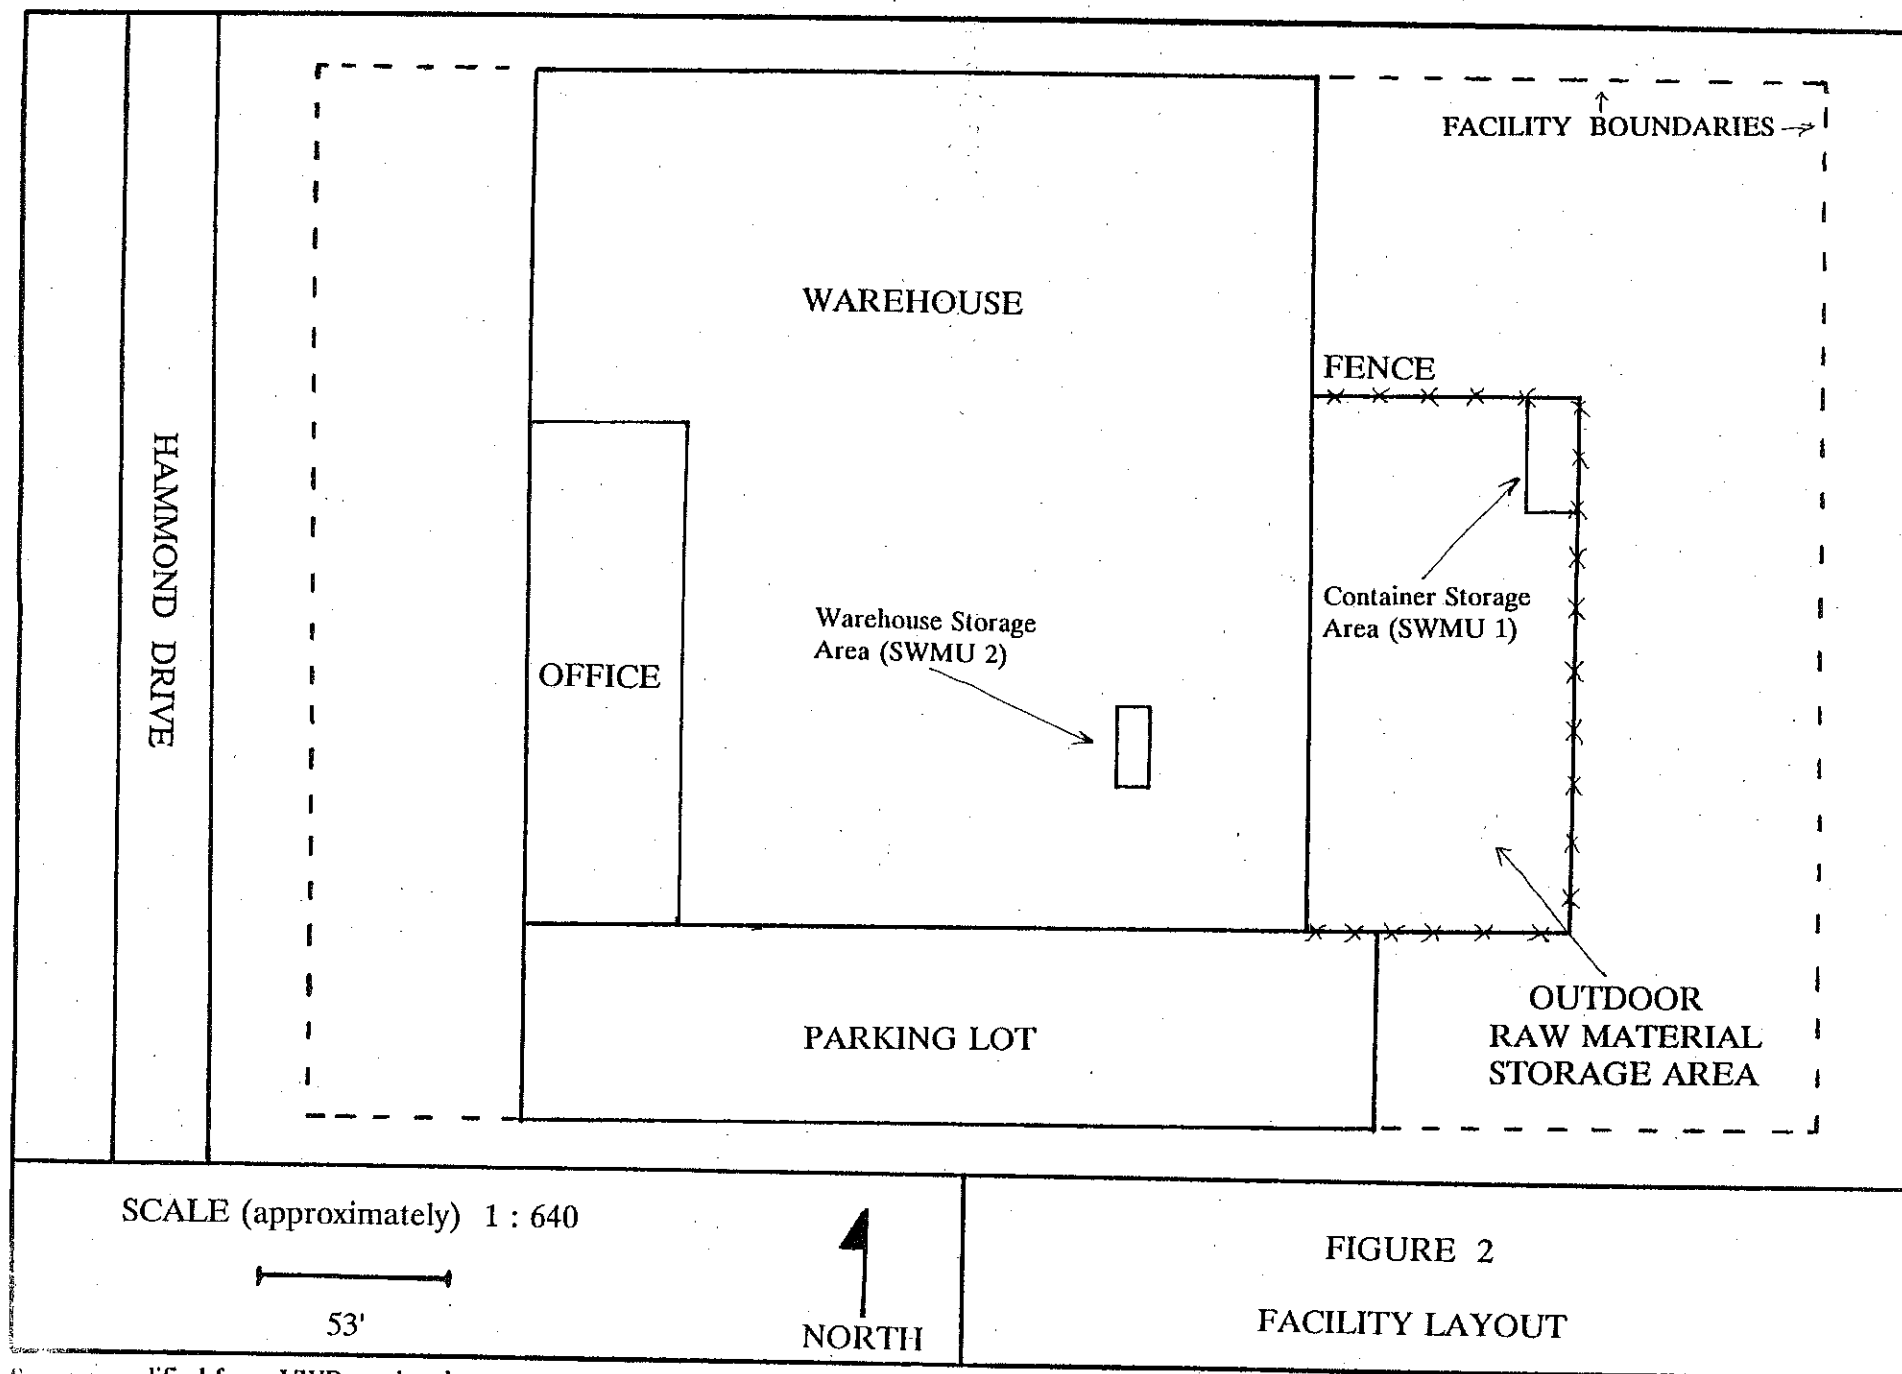 FACILITY BOUNDARIES
WAREHOUSE
FENCE
HAMMOND DRIVE
Container Storage
Area (SWMU 1)
Warehouse Storage
Area (SWMU 2)
OFFICE
OUTDOOR
RAW MATERIAL
STORAGE AREA
PARKING LOT
SCALE (approximately) 1 : 640
53'
NORTH
FIGURE 2
FACILITY LAYOUT